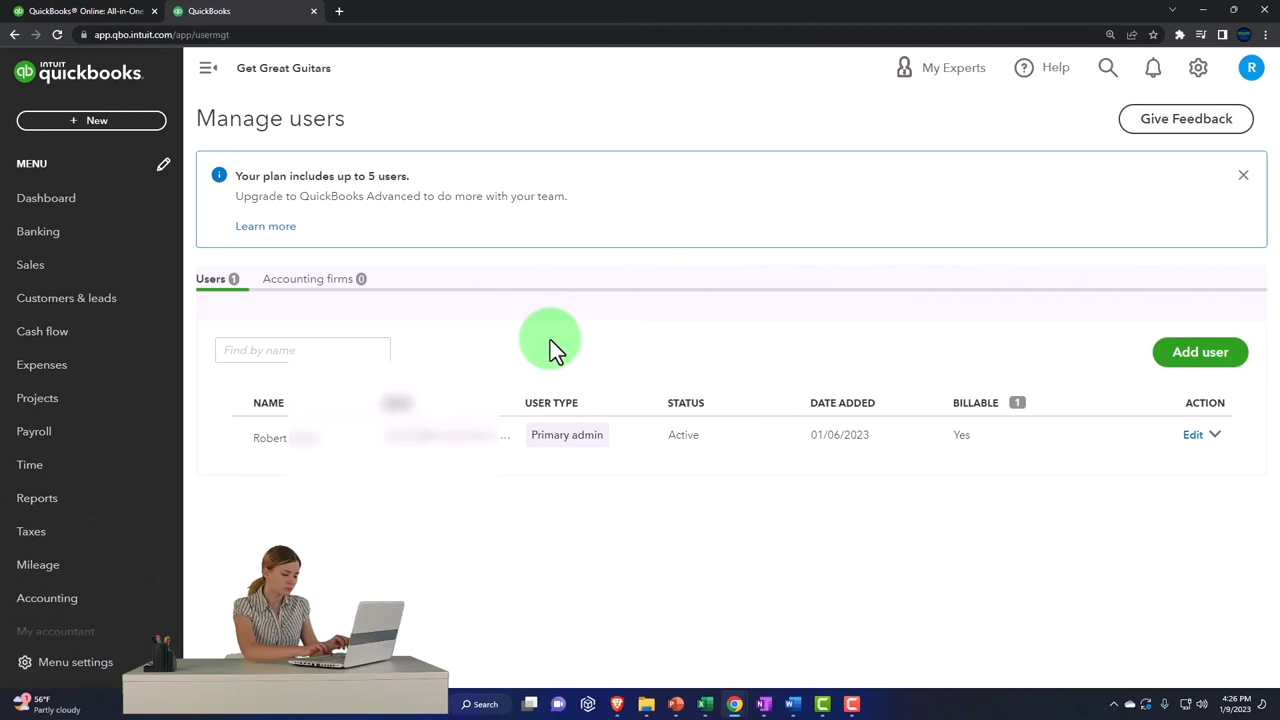 QuickBooks® Online: All-in-One
QuickBooks
app.qbo.intuit.com/app/usermgt
INTUIT
quickbooks.
Get Great Guitars
My Experts
Help
R
+ New
Manage users
Give Feedback
MENU
Your plan includes up to 5 users.
Upgrade to QuickBooks Advanced to do more with your team.
Learn more
Dashboard
Banking
Sales
Customers & leads
Cash flow
Expenses
Projects
Payroll
Time
Reports
Taxes
Mileage
Accounting
My accountant
Menu settings
Users 1
Accounting firms 0
Find by name
Add user
NAME
USER TYPE
STATUS
DATE ADDED
BILLABLE 1
ACTION
Robert
...
Primary admin
Active
01/06/2023
Yes
Edit
56°F
Partly cloudy
Search
4:26 PM
1/9/2023